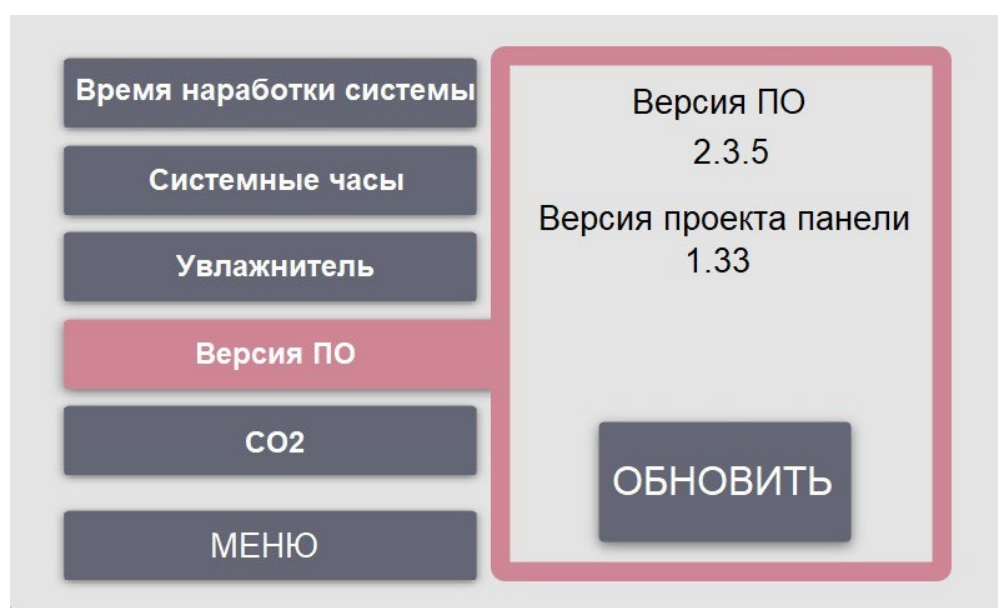 Время наработки системы
Системные часы
Увлажнитель
Версия ПО
CO2
МЕНЮ
Версия ПО
2.3.5
Версия проекта панели
1.33
ОБНОВИТЬ